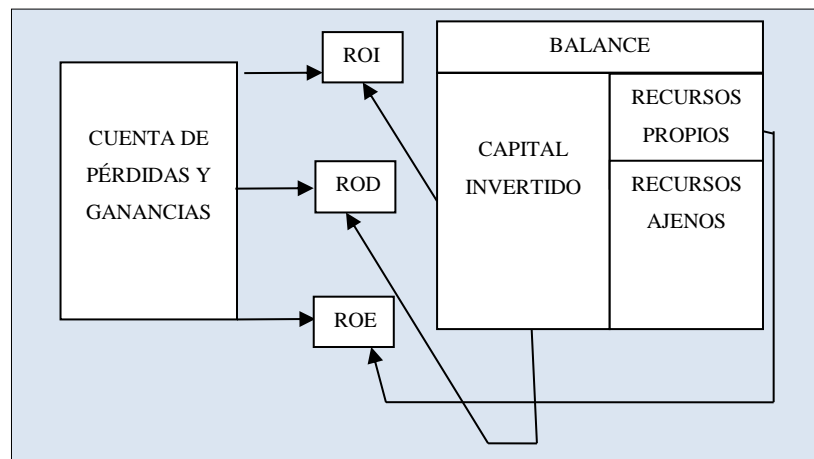 CUENTA DE
PÉRDIDAS Y
GANANCIAS
ROI
ROD
ROE
BALANCE
CAPITAL
INVERTIDO
RECURSOS
PROPIOS
RECURSOS
AJENOS